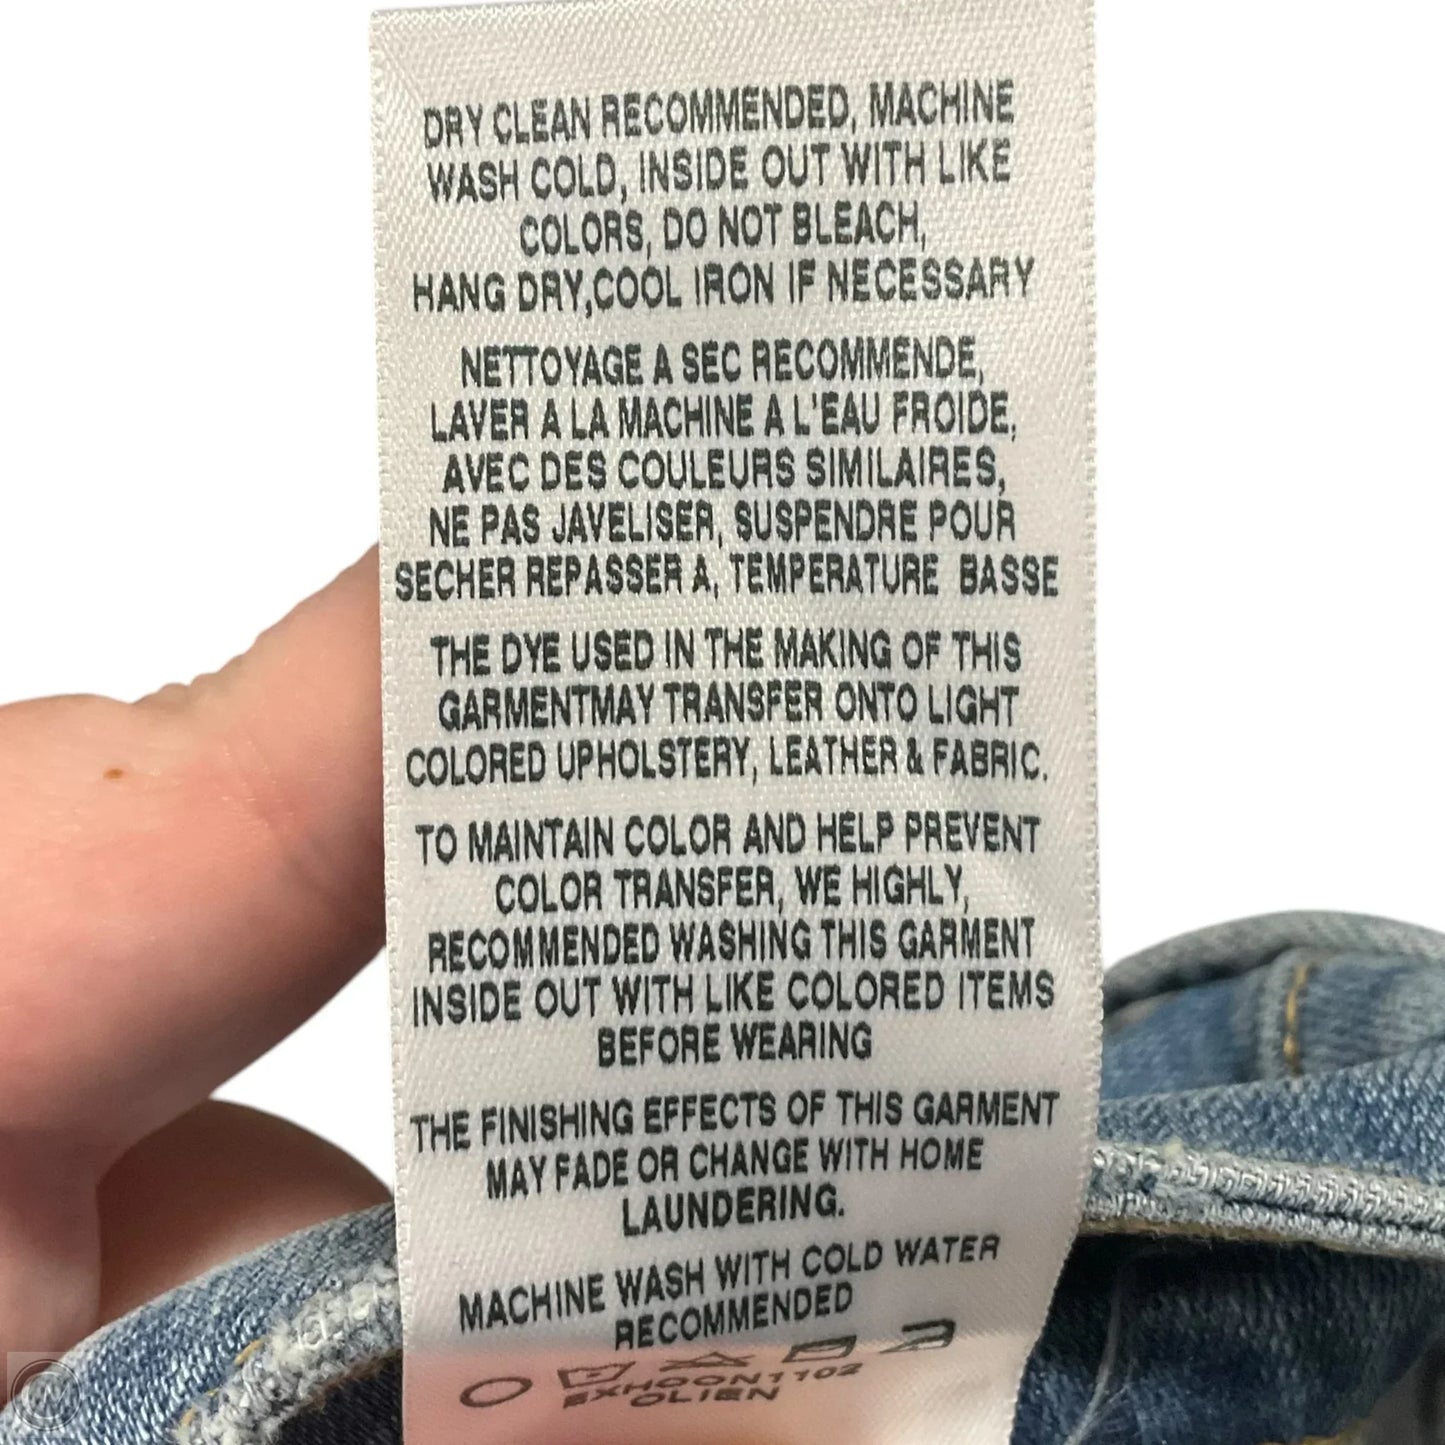 DRY CLEAN RECOMMENDED, MACHINE
WASH COLD, INSIDE OUT WITH LIKE
COLORS, DO NOT BLEACH,
HANG DRY,COOL IRON IF NECESSARY
NETTOYAGE A SEC RECOMMENDE,
LAVER A LA MACHINE A L'EAU FROIDE,
AVEC DES COULEURS SIMILAIRES,
NE PAS JAVELISER, SUSPENDRE POUR
SECHER REPASSER A, TEMPERATURE BASSE
THE DYE USED IN THE MAKING OF THIS
GARMENTMAY TRANSFER ONTO LIGHT
COLORED UPHOLSTERY, LEATHER & FABRIC.
TO MAINTAIN COLOR AND HELP PREVENT
COLOR TRANSFER, WE HIGHLY,
RECOMMENDED WASHING THIS GARMENT
INSIDE OUT WITH LIKE COLORED ITEMS
BEFORE WEARING
THE FINISHING EFFECTS OF THIS GARMENT
MAY FADE OR CHANGE WITH HOME
LAUNDERING.
MACHINE WASH WITH COLD WATER
RECOMMENDED
EXHOON1102
OLIEN
W